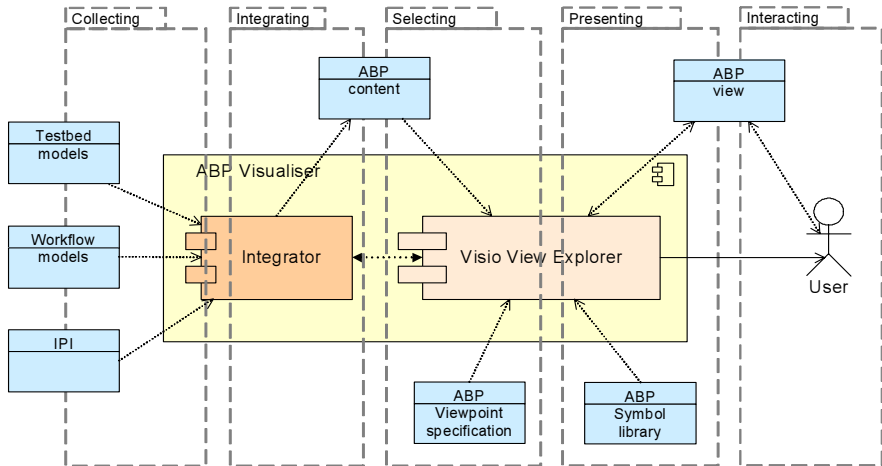 Collecting
Integrating
Selecting
Presenting
Interacting
ABP
content
ABP
view
Testbed
models
ABP Visualiser
Workflow
models
Integrator
Visio View Explorer
User
IPI
ABP
Viewpoint
specification
ABP
Symbol
library